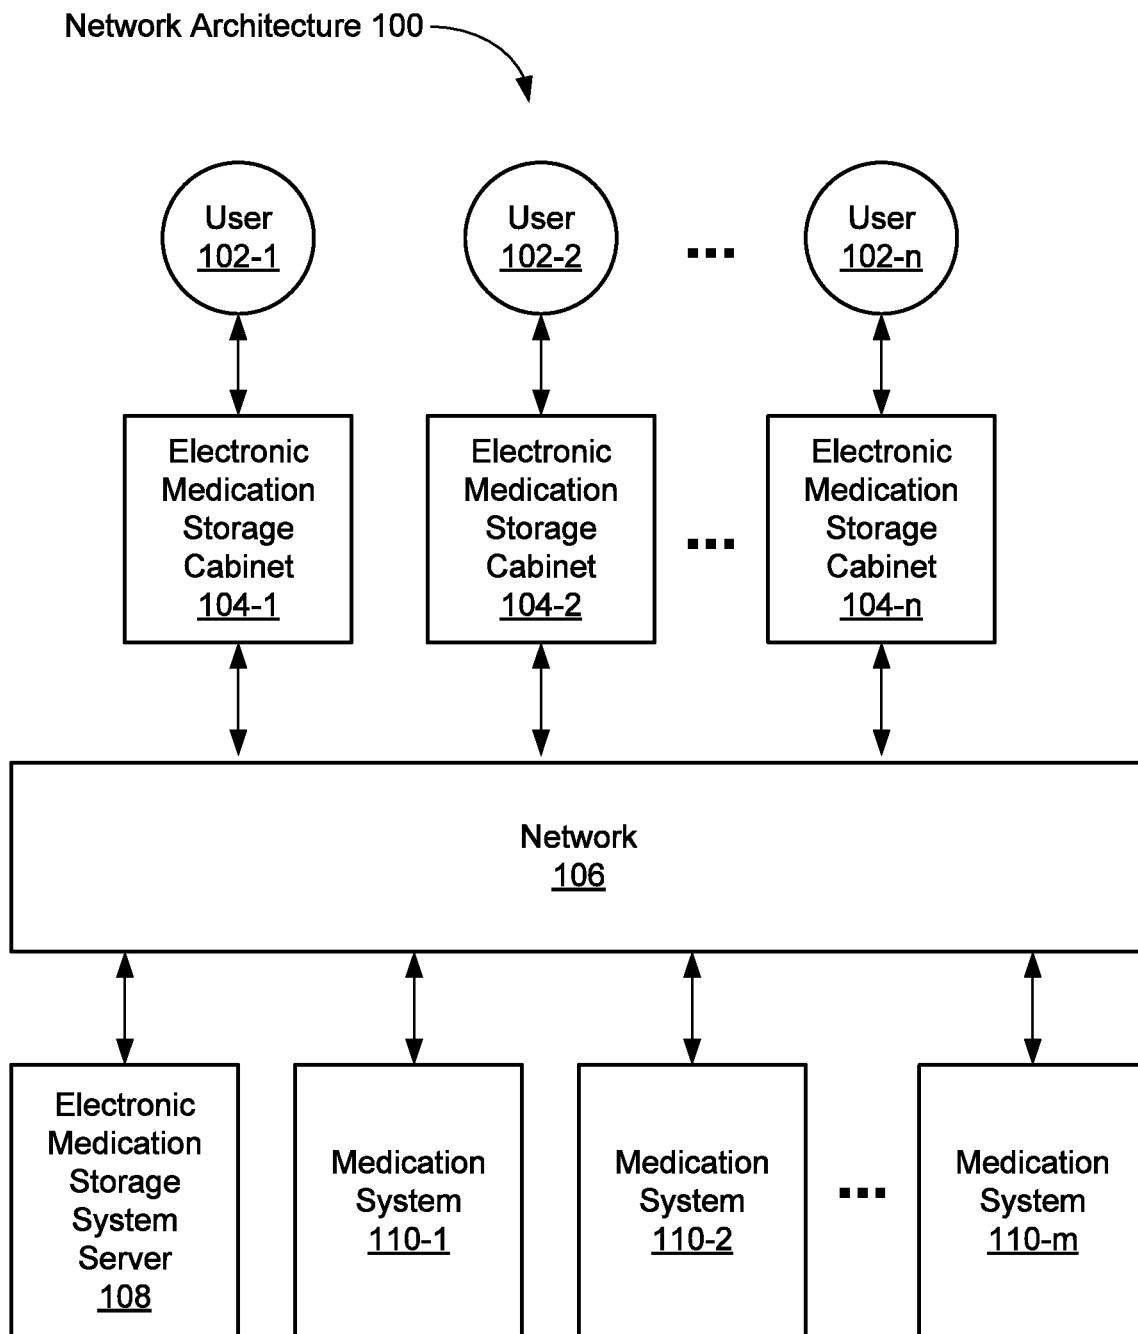 Network Architecture 100
User
102-1
User
102-2
...
User
102-n
Electronic
Medication
Storage
Cabinet
104-1
Electronic
Medication
Storage
Cabinet
104-2
...
Electronic
Medication
Storage
Cabinet
104-n
Network
106
Electronic
Medication
Storage
System
Server
108
Medication
System
110-1
Medication
System
110-2
...
Medication
System
110-m